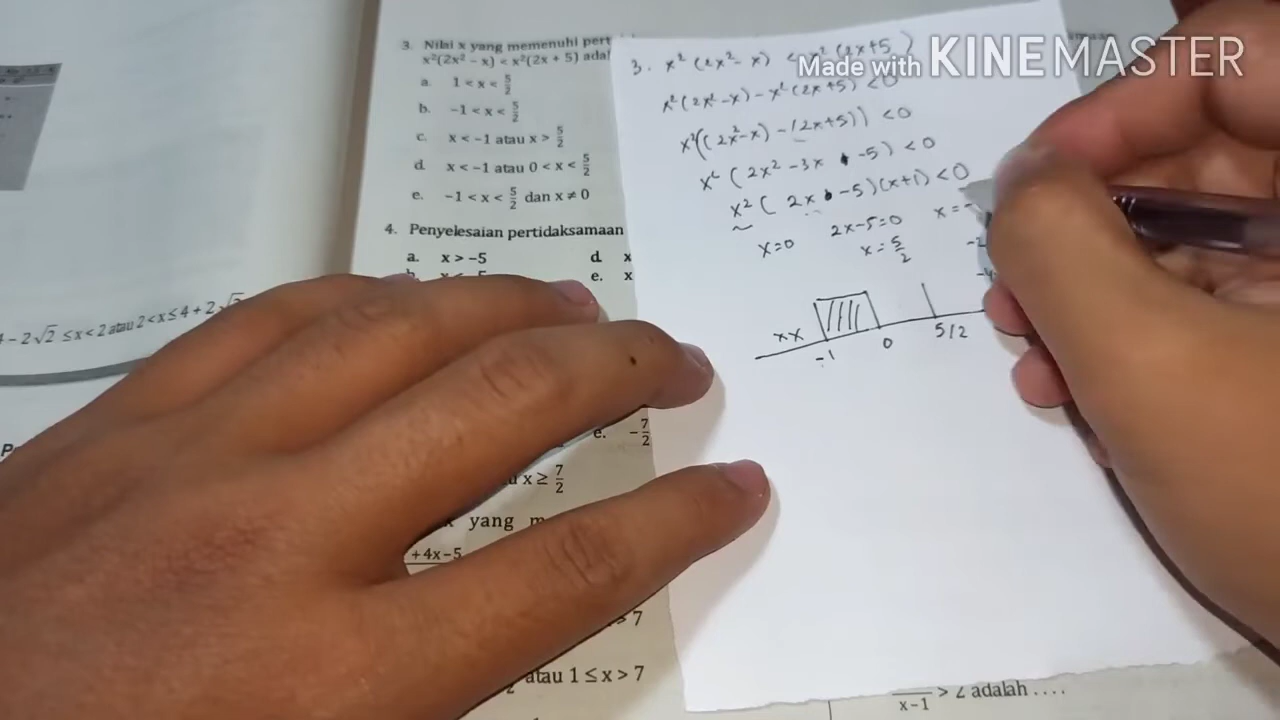 Made with KINEMASTER
4 - 2√2 ≤ x < 2 atau 2 < x ≤ 4 + 2√2
3. Nilai x yang memenuhi
x²(2x² - x) < x²(2x + 5)
a. 1 < x < 5/2
b. -1 < x < 5/2
c. x < -1 atau x > 5/2
d. x < -1 atau 0 < x < 5/2
e. -1 < x < 5/2 dan x ≠ 0
4. Penyelesaian pertidaksamaan
a. x > -5
d. x
e. x
e. -7/2
x ≥ 7/2
yang
+ 4x - 5
> 7
atau 1 ≤ x > 7
x-1 > 2 adalah ....
3. x² (2x² - x) < x² (2x+5)
x² (2x² - x) - x² (2x+5) < 0
x² ((2x² - x) - (2x+5)) < 0
x² (2x² - 3x - 5) < 0
x² (2x - 5)(x+1) < 0
x = 0 2x - 5 = 0 x = -
x = 5/2
xx
-1 0 5/2